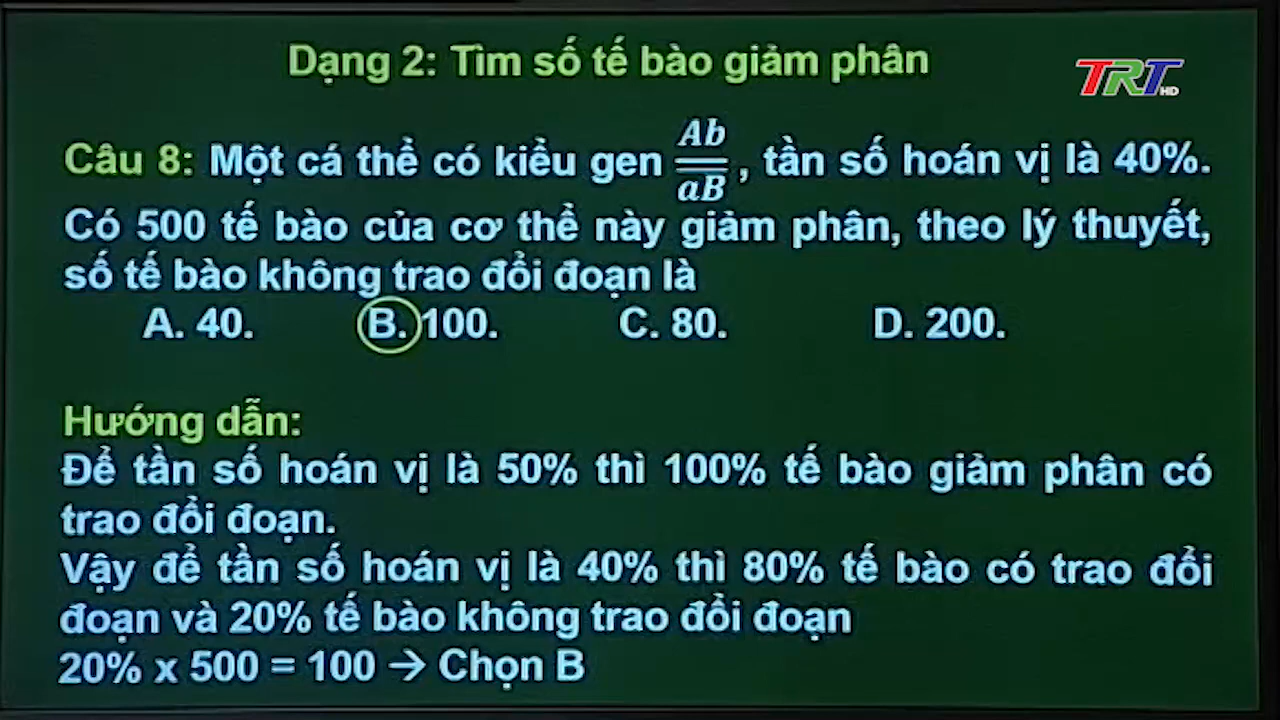 Dạng 2: Tìm số tế bào giảm phân
TRT HD
Câu 8: Một cá thể có kiểu gen Ab/aB, tần số hoán vị là 40%.
Có 500 tế bào của cơ thể này giảm phân, theo lý thuyết,
số tế bào không trao đổi đoạn là
A. 40. B. 100. C. 80. D. 200.
Hướng dẫn:
Để tần số hoán vị là 50% thì 100% tế bào giảm phân có
trao đổi đoạn.
Vậy để tần số hoán vị là 40% thì 80% tế bào có trao đổi
đoạn và 20% tế bào không trao đổi đoạn
20% x 500 = 100 → Chọn B